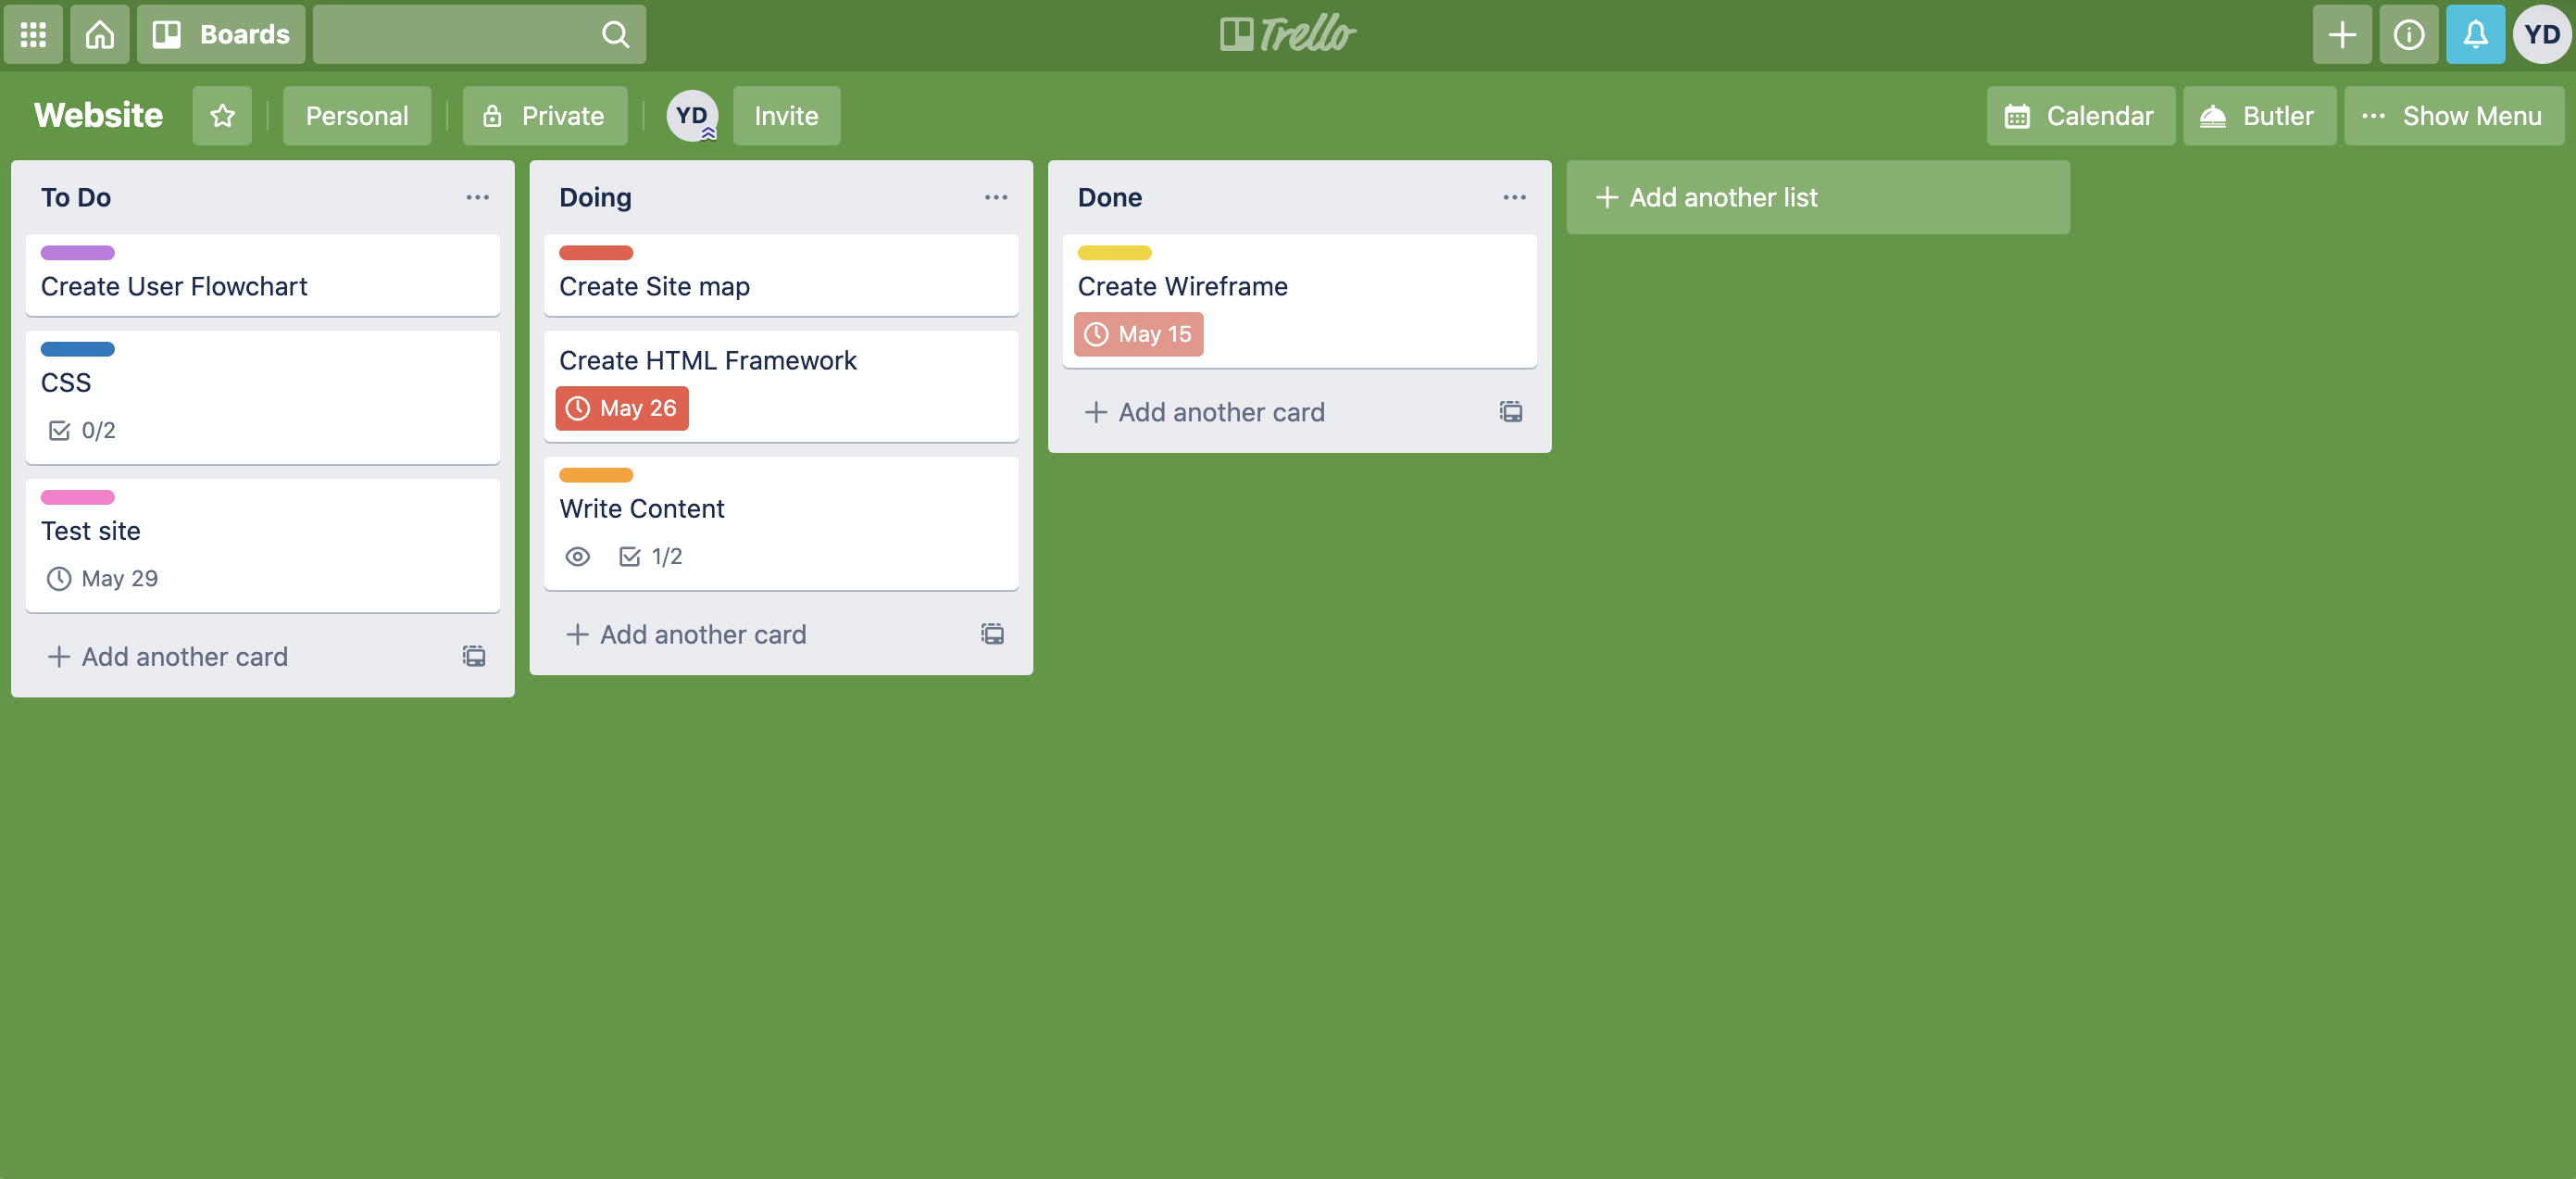 Boards
Trello
YD
Website
Personal
Private
YD
Invite
Calendar
Butler
Show Menu
To Do
Create User Flowchart
CSS
0/2
Test site
May 29
Add another card
Doing
Create Site map
Create HTML Framework
May 26
Write Content
1/2
Add another card
Done
Create Wireframe
May 15
Add another card
Add another list